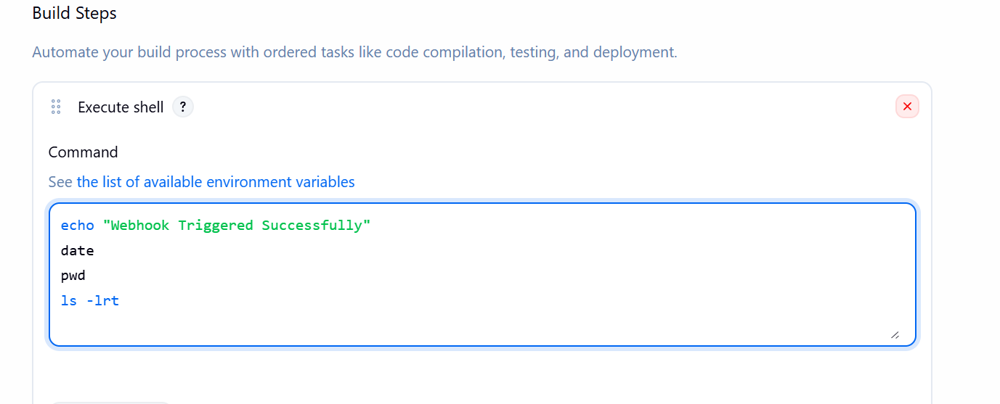 Build Steps
Automate your build process with ordered tasks like code compilation, testing, and deployment.
Execute shell ?
Command
See the list of available environment variables
echo "Webhook Triggered Successfully"
date
pwd
ls -lrt